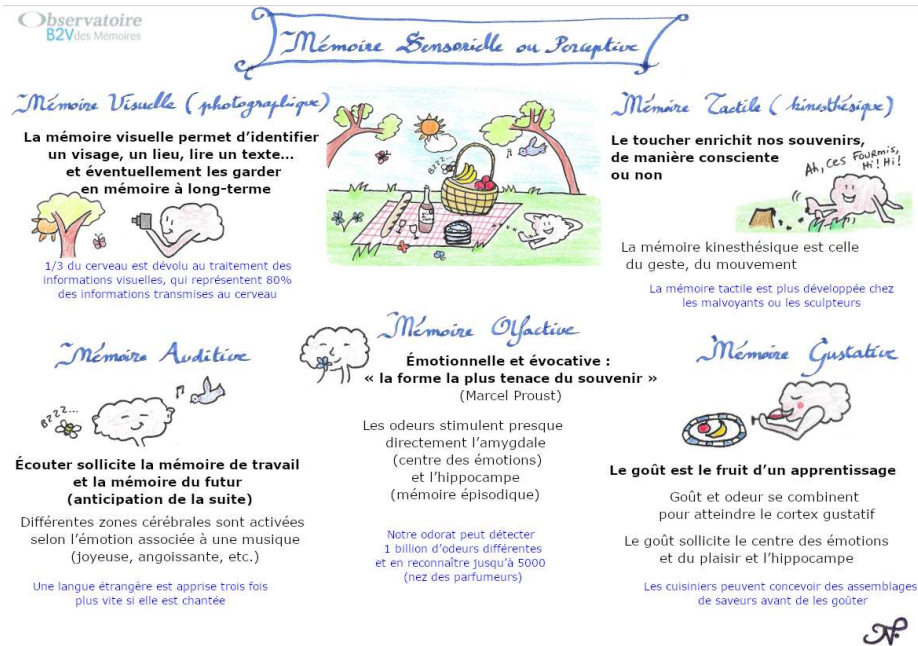 Observatoire
B2V des Mémoires
Mémoire Sensorielle ou Perceptive
Mémoire Visuelle (photographique)
La mémoire visuelle permet d’identifier
un visage, un lieu, lire un texte...
et éventuellement les garder
en mémoire à long-terme
1/3 du cerveau est dévolu au traitement des
informations visuelles, qui représentent 80%
des informations transmises au cerveau
BZZZ...
Mémoire Tactile (kinesthésique)
Le toucher enrichit nos souvenirs,
de manière consciente
ou non
Ah, ces FOURMIS,
Hi! Hi!
La mémoire kinesthésique est celle
du geste, du mouvement
La mémoire tactile est plus développée chez
les malvoyants ou les sculpteurs
Mémoire Auditive
BZZZ...
Écouter sollicite la mémoire de travail
et la mémoire du futur
(anticipation de la suite)
Différentes zones cérébrales sont activées
selon l’émotion associée à une musique
(joyeuse, angoissante, etc.)
Une langue étrangère est apprise trois fois
plus vite si elle est chantée
Mémoire Olfactive
Émotionnelle et évocative :
« la forme la plus tenace du souvenir »
(Marcel Proust)
Les odeurs stimulent presque
directement l’amygdale
(centre des émotions)
et l’hippocampe
(mémoire épisodique)
Notre odorat peut détecter
1 billion d’odeurs différentes
et en reconnaître jusqu’à 5000
(nez des parfumeurs)
Mémoire Gustative
Le goût est le fruit d’un apprentissage
Goût et odeur se combinent
pour atteindre le cortex gustatif
Le goût sollicite le centre des émotions
et du plaisir et l’hippocampe
Les cuisiniers peuvent concevoir des assemblages
de saveurs avant de les goûter